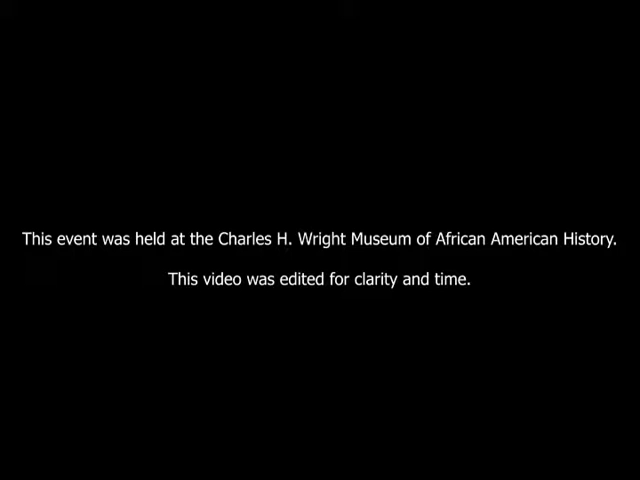 This event was held at the Charles H. Wright Museum of African American History.
This video was edited for clarity and time.